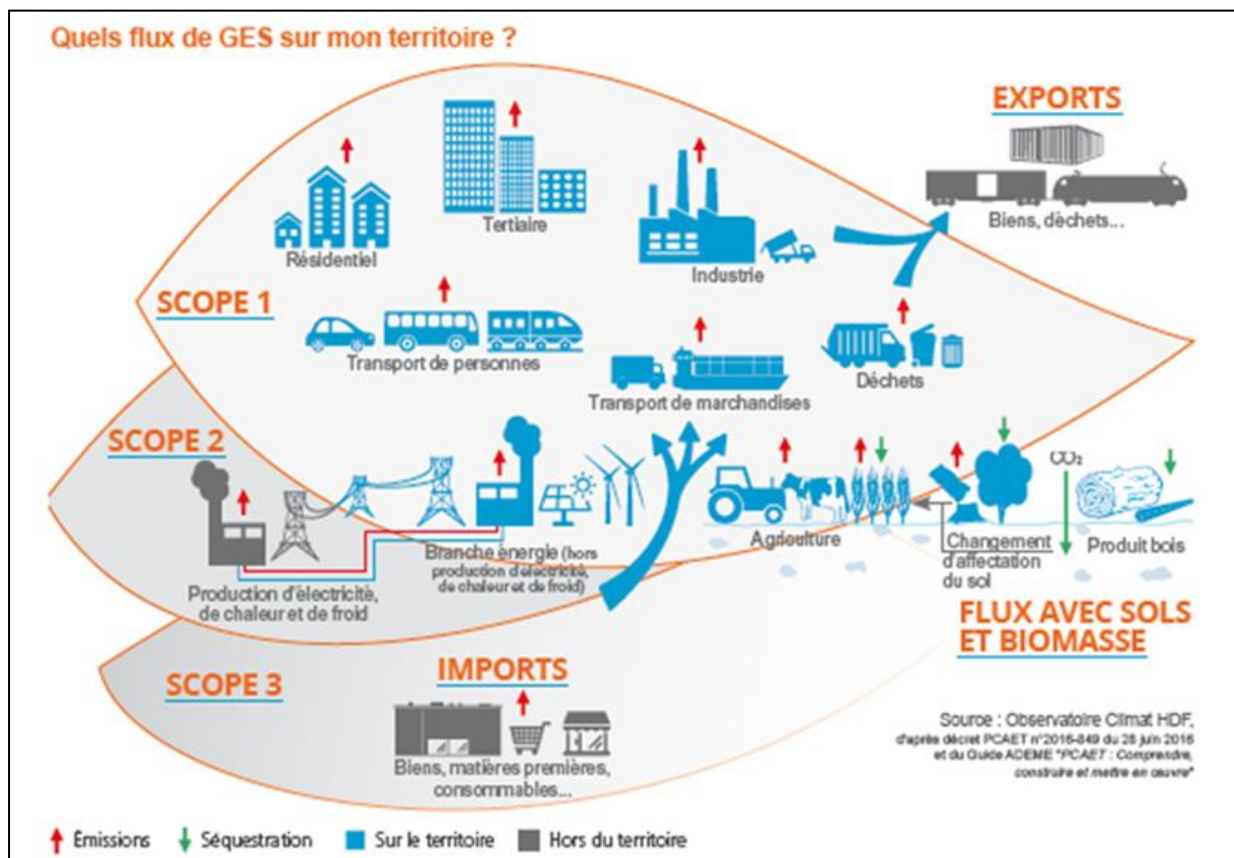 Quels flux de GES sur mon territoire ?
EXPORTS
Biens, déchets...
Tertiaire
Résidentiel
Industrie
SCOPE 1
Transport de personnes
Déchets
Transport de marchandises
SCOPE 2
CO₂
Agriculture
Changement
d'affectation
du sol
Produit bois
Branche énergie (hors
production d'électricité,
de chaleur et de froid)
Production d'électricité,
de chaleur et de froid
FLUX AVEC SOLS
ET BIOMASSE
SCOPE 3
IMPORTS
Biens, matières premières,
consommables...
Source : Observatoire Climat HDF,
d'après décret PCAET n°2016-849 du 28 juin 2016
et du Guide ADEME "PCAET : Comprendre,
construire et mettre en œuvre"
Émissions
Séquestration
Sur le territoire
Hors du territoire